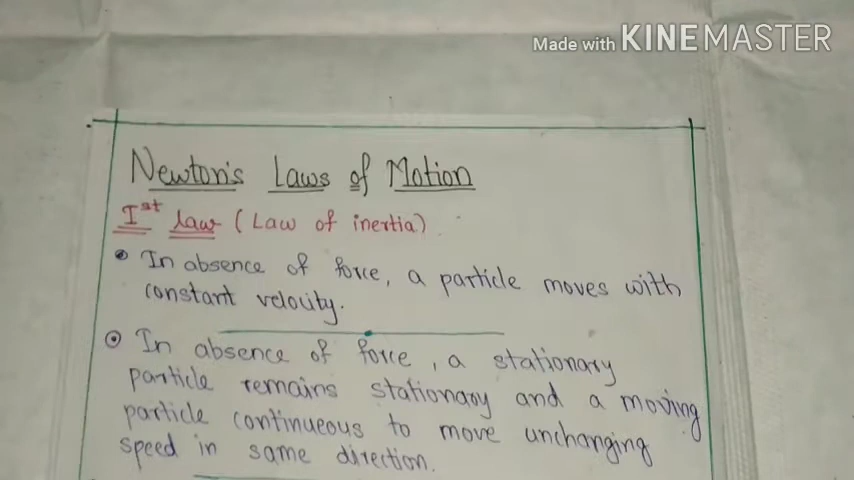 Made with KINEMASTER
Newton's Laws of Motion
Ist law (Law of inertia)
In absence of force, a particle moves with
constant velocity.
In absence of force, a stationary
particle remains stationary and a moving
particle continueous to move unchanging
speed in same direction.